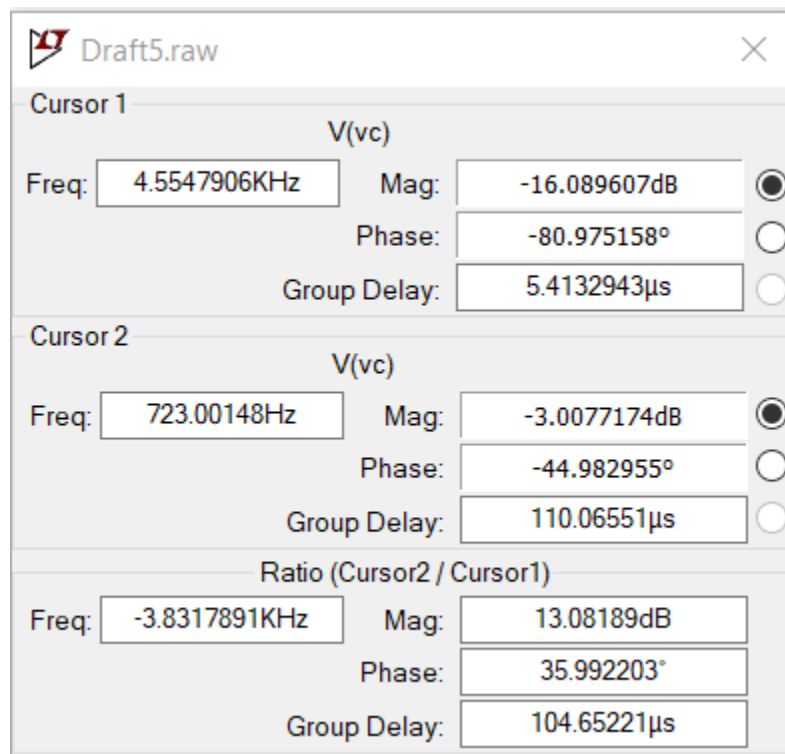 Draft5.raw
Cursor 1
V(vc)
Freq: 4.5547906KHz Mag: -16.089607dB
Phase: -80.975158º
Group Delay: 5.4132943µs
Cursor 2
V(vc)
Freq: 723.00148Hz Mag: -3.0077174dB
Phase: -44.982955º
Group Delay: 110.06551µs
Ratio (Cursor2 / Cursor1)
Freq: -3.8317891KHz Mag: 13.08189dB
Phase: 35.992203°
Group Delay: 104.65221µs